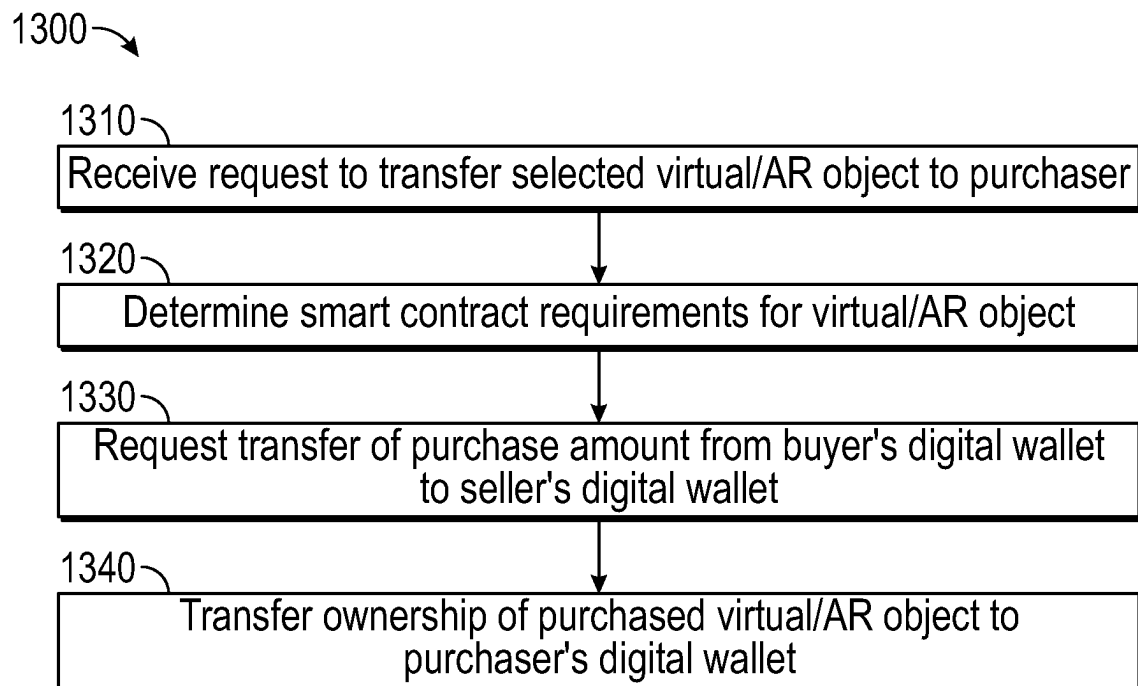 1300
1310
Receive request to transfer selected virtual/AR object to purchaser
1320
Determine smart contract requirements for virtual/AR object
1330
Request transfer of purchase amount from buyer's digital wallet
to seller's digital wallet
1340
Transfer ownership of purchased virtual/AR object to
purchaser's digital wallet